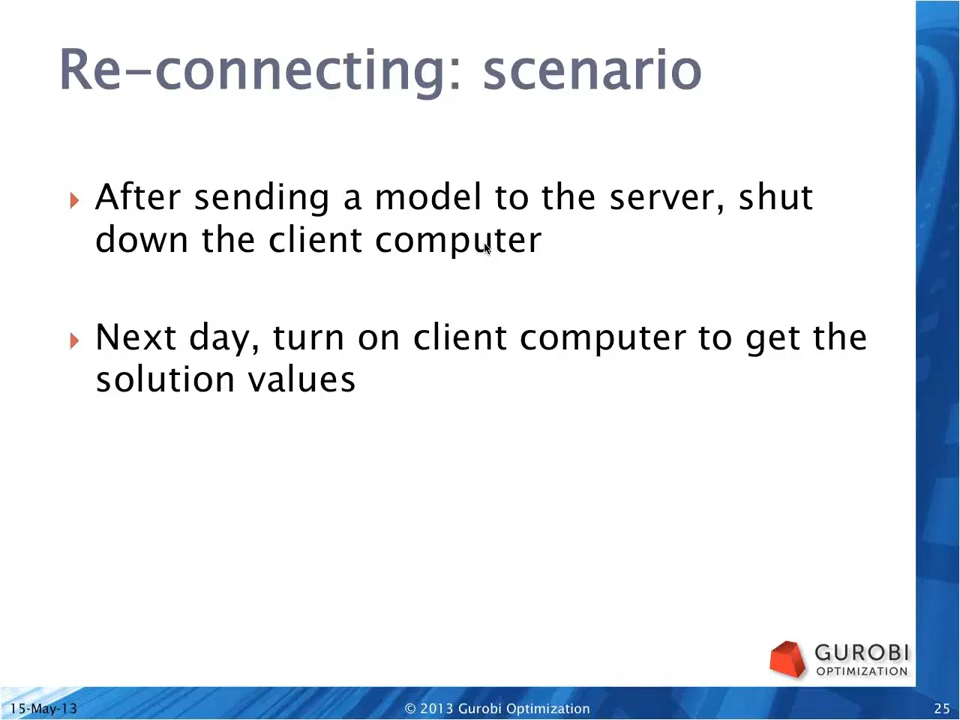 Re-connecting: scenario
After sending a model to the server, shut
down the client computer
Next day, turn on client computer to get the
solution values
GUROBI
OPTIMIZATION
15-May-13
© 2013 Gurobi Optimization
25